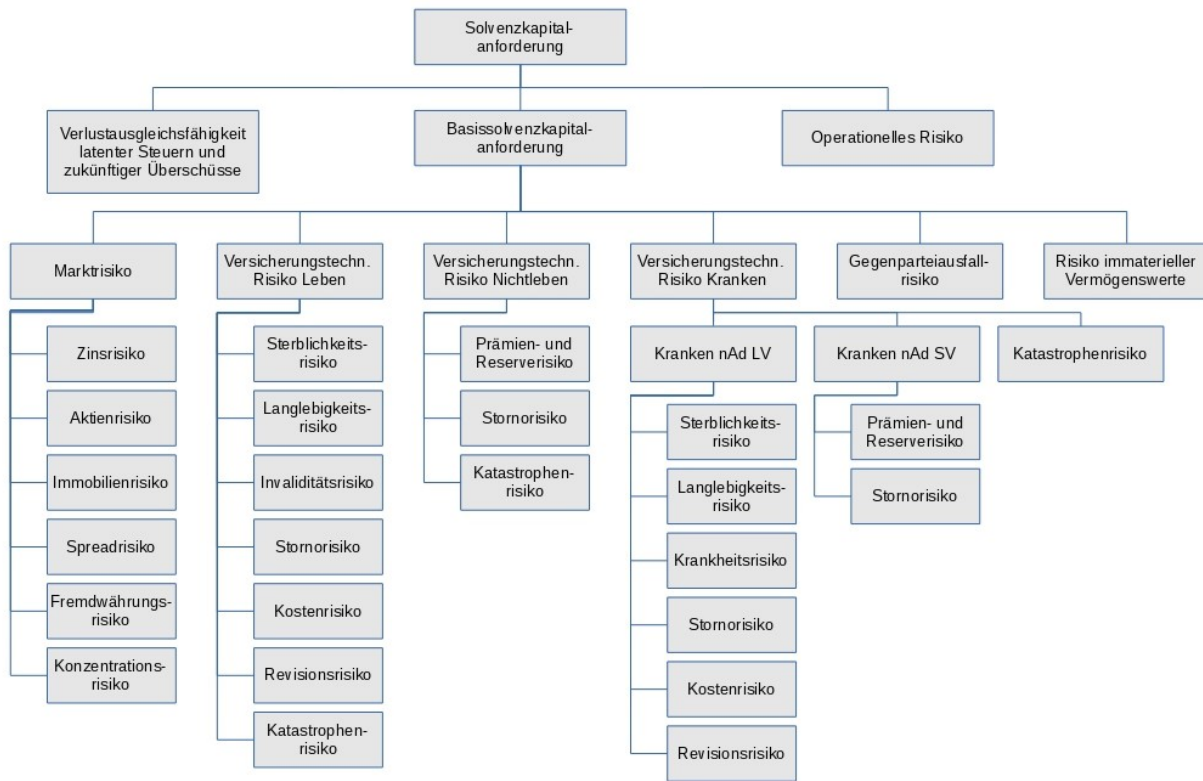 Solvenzkapital-
anforderung
Verlustausgleichsfähigkeit
latenter Steuern und
zukünftiger Überschüsse
Basissolvenzkapital-
anforderung
Operationelles Risiko
Marktrisiko
Versicherungstechn.
Risiko Leben
Versicherungstechn.
Risiko Nichtleben
Versicherungstechn.
Risiko Kranken
Gegenparteiausfall-
risiko
Risiko immaterieller
Vermögenswerte
Zinsrisiko
Aktienrisiko
Immobilienrisiko
Spreadrisiko
Fremdwährungs-
risiko
Konzentrations-
risiko
Sterblichkeits-
risiko
Langlebigkeits-
risiko
Invaliditätsrisiko
Stornorisiko
Kostenrisiko
Revisionsrisiko
Katastrophen-
risiko
Prämien- und
Reserverisiko
Stornorisiko
Katastrophen-
risiko
Kranken nAd LV
Sterblichkeits-
risiko
Langlebigkeits-
risiko
Krankheitsrisiko
Stornorisiko
Kostenrisiko
Revisionsrisiko
Kranken nAd SV
Prämien- und
Reserverisiko
Stornorisiko
Katastrophenrisiko